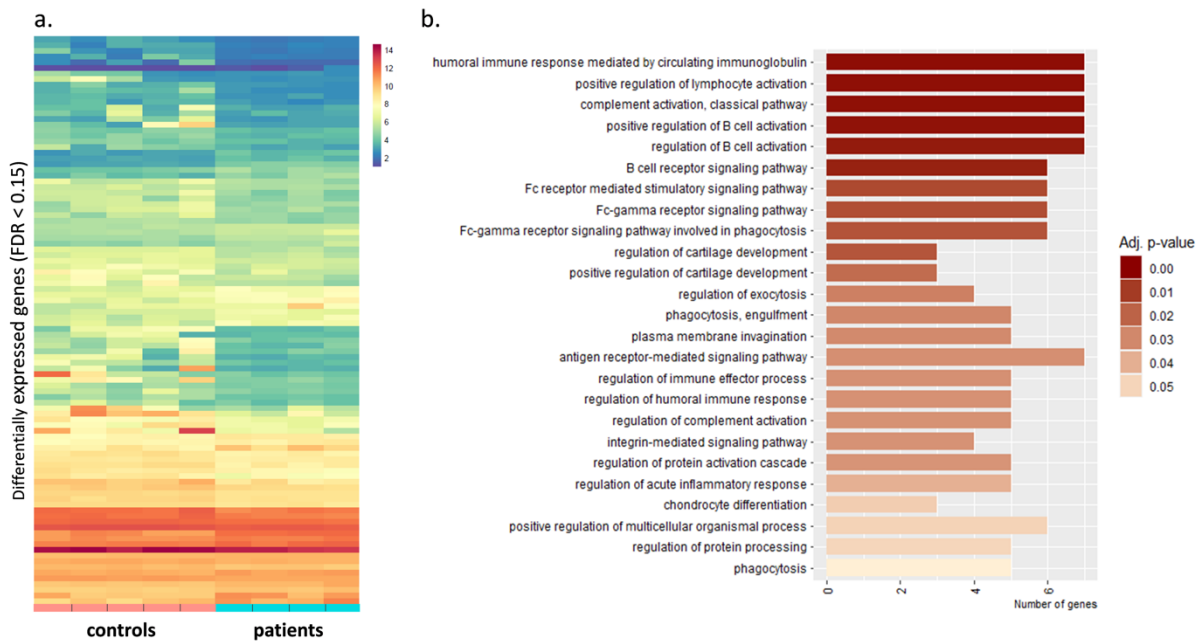 a.
Differentially expressed genes (FDR < 0.15)
14
12
10
8
6
4
2
controls
patients
b.
humoral immune response mediated by circulating immunoglobulin
positive regulation of lymphocyte activation
complement activation, classical pathway
positive regulation of B cell activation
regulation of B cell activation
B cell receptor signaling pathway
Fc receptor mediated stimulatory signaling pathway
Fc-gamma receptor signaling pathway
Fc-gamma receptor signaling pathway involved in phagocytosis
regulation of cartilage development
positive regulation of cartilage development
regulation of exocytosis
phagocytosis, engulfment
plasma membrane invagination
antigen receptor-mediated signaling pathway
regulation of immune effector process
regulation of humoral immune response
regulation of complement activation
integrin-mediated signaling pathway
regulation of protein activation cascade
regulation of acute inflammatory response
chondrocyte differentiation
positive regulation of multicellular organismal process
regulation of protein processing
phagocytosis
0
2
4
6
Number of genes
Adj. p-value
0.00
0.01
0.02
0.03
0.04
0.05